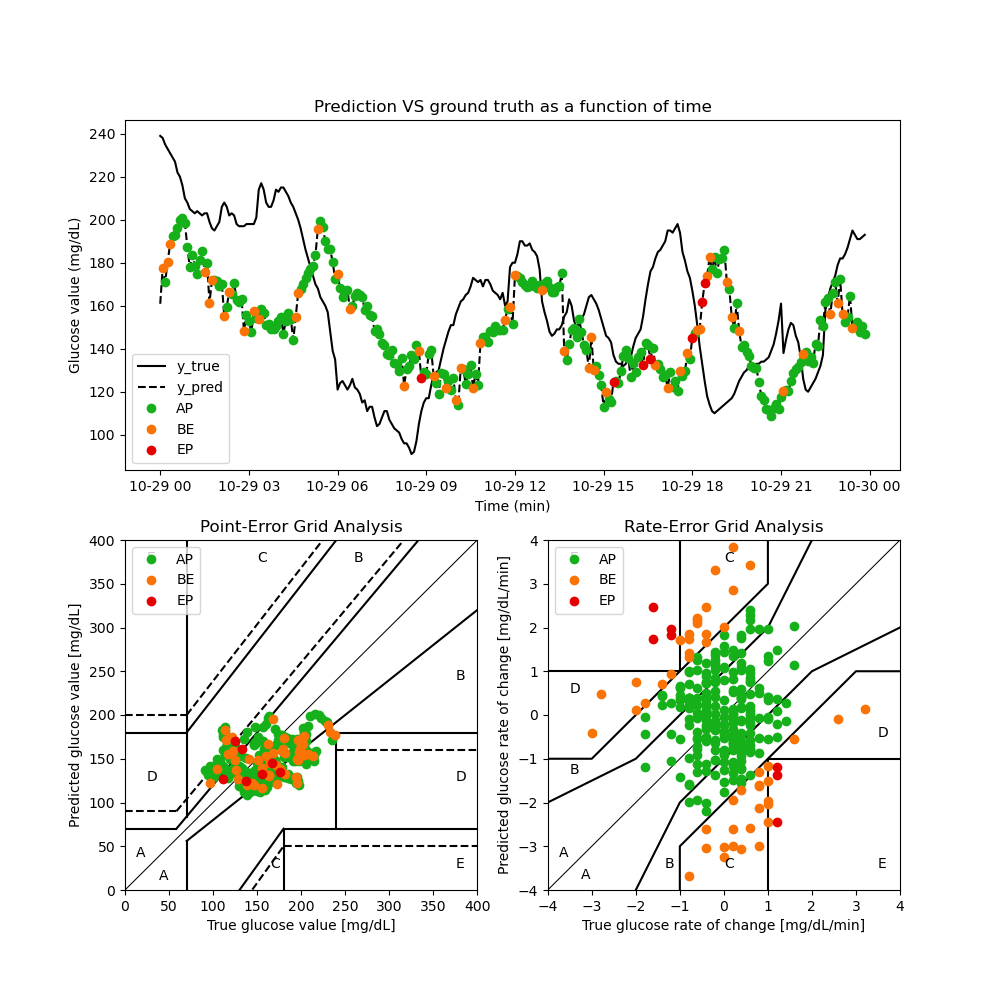 Prediction VS ground truth as a function of time
Glucose value (mg/dL)
240
220
200
180
160
140
120
100
y_true
y_pred
AP
BE
EP
10-29 00 10-29 03 10-29 06 10-29 09 10-29 12 10-29 15 10-29 18 10-29 21 10-30 00
Time (min)
Point-Error Grid Analysis
Predicted glucose value [mg/dL]
400
350
300
250
200
150
100
50
0
AP
BE
EP
C B
B
D D
A
A
C E
0 50 100 150 200 250 300 350 400
True glucose value [mg/dL]
Rate-Error Grid Analysis
Predicted glucose rate of change [mg/dL/min]
4
3
2
1
0
−1
−2
−3
−4
AP
BE
EP
C
D
D
B
A
A
B C E
−4 −3 −2 −1 0 1 2 3 4
True glucose rate of change [mg/dL/min]